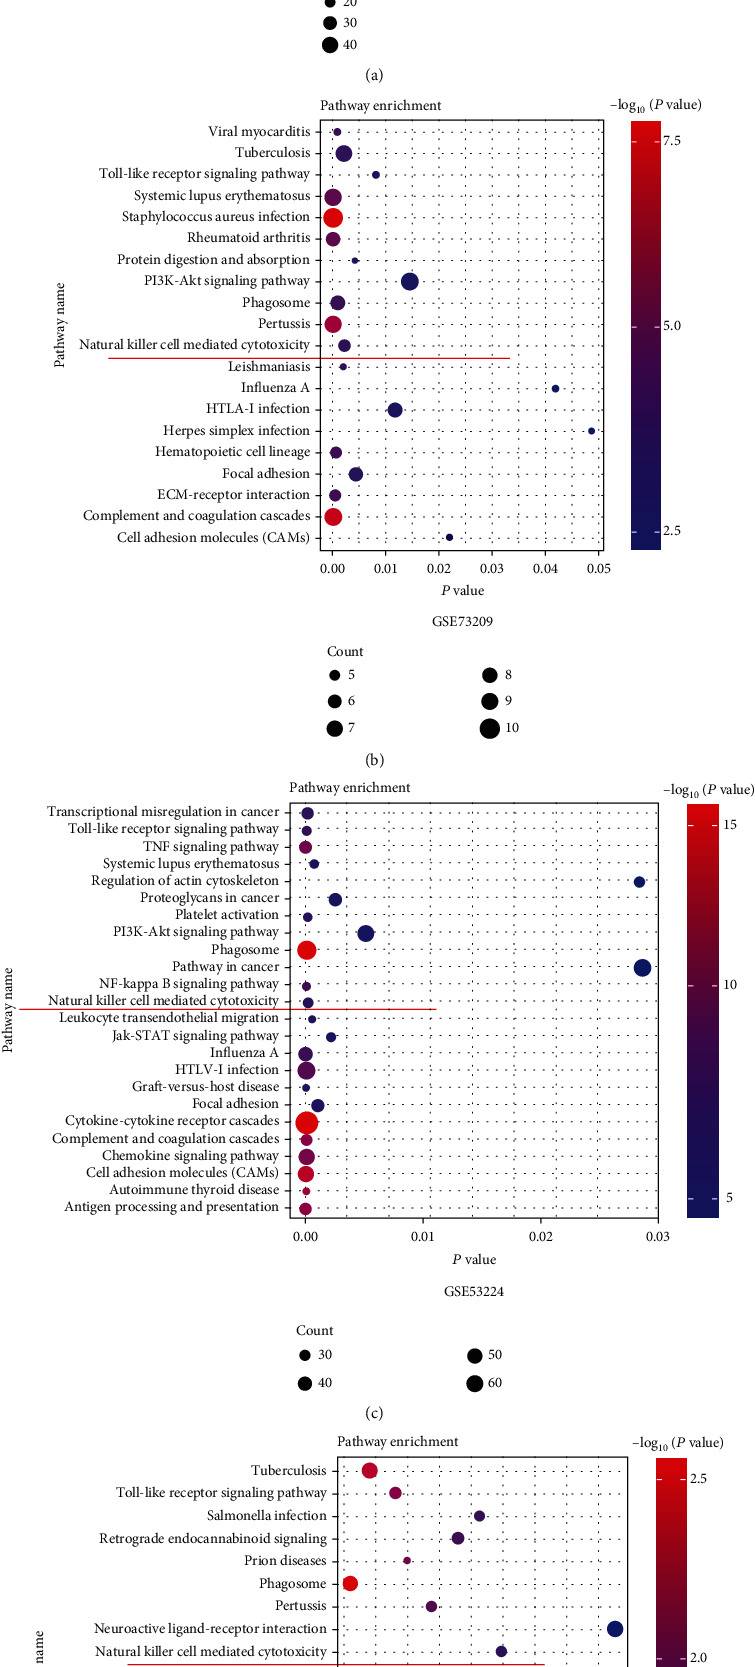 20
30
40
(a)
Pathway enrichment
–log10 (P value)
Viral myocarditis
Tuberculosis
Toll-like receptor signaling pathway
Systemic lupus erythematosus
Staphylococcus aureus infection
Rheumatoid arthritis
Protein digestion and absorption
PI3K-Akt signaling pathway
Phagosome
Pertussis
Natural killer cell mediated cytotoxicity
Leishmaniasis
Influenza A
HTLA-I infection
Herpes simplex infection
Hematopoietic cell lineage
Focal adhesion
ECM-receptor interaction
Complement and coagulation cascades
Cell adhesion molecules (CAMs)
Pathway name
7.5
5.0
2.5
0.00 0.01 0.02 0.03 0.04 0.05
P value
GSE73209
Count
5 8
6 9
7 10
(b)
Pathway enrichment
–log10 (P value)
Transcriptional misregulation in cancer
Toll-like receptor signaling pathway
TNF signaling pathway
Systemic lupus erythematosus
Regulation of actin cytoskeleton
Proteoglycans in cancer
Platelet activation
PI3K-Akt signaling pathway
Phagosome
Pathway in cancer
NF-kappa B signaling pathway
Natural killer cell mediated cytotoxicity
Leukocyte transendothelial migration
Jak-STAT signaling pathway
Influenza A
HTLV-I infection
Graft-versus-host disease
Focal adhesion
Cytokine-cytokine receptor cascades
Complement and coagulation cascades
Chemokine signaling pathway
Cell adhesion molecules (CAMs)
Autoimmune thyroid disease
Antigen processing and presentation
Pathway name
15
10
5
0.00 0.01 0.02 0.03
P value
GSE53224
Count
30 50
40 60
(c)
Pathway enrichment
–log10 (P value)
Tuberculosis
Toll-like receptor signaling pathway
Salmonella infection
Retrograde endocannabinoid signaling
Prion diseases
Phagosome
Pertussis
Neuroactive ligand-receptor interaction
Natural killer cell mediated cytotoxicity
name
2.5
2.0